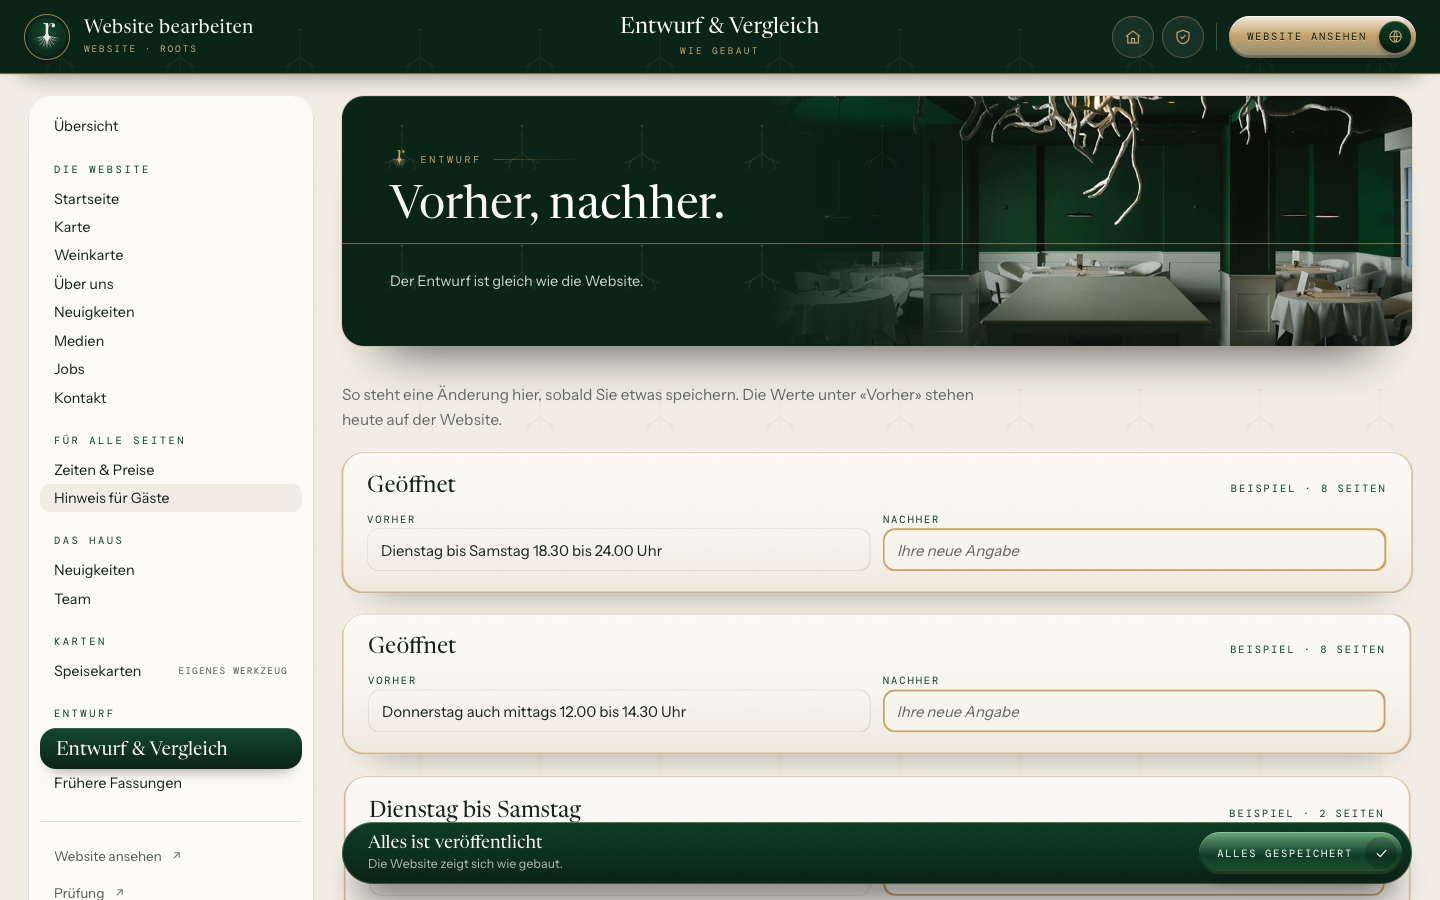 Website bearbeiten
WEBSITE · ROOTS
Entwurf & Vergleich
WIE GEBAUT
WEBSITE ANSEHEN
Übersicht
DIE WEBSITE
Startseite
Karte
Weinkarte
Über uns
Neuigkeiten
Medien
Jobs
Kontakt
FÜR ALLE SEITEN
Zeiten & Preise
Hinweis für Gäste
DAS HAUS
Neuigkeiten
Team
KARTEN
Speisekarten EIGENES WERKZEUG
ENTWURF
Entwurf & Vergleich
Frühere Fassungen
Website ansehen ↗
Prüfung ↗
r ENTWURF
Vorher, nachher.
Der Entwurf ist gleich wie die Website.
So steht eine Änderung hier, sobald Sie etwas speichern. Die Werte unter «Vorher» stehen
heute auf der Website.
Geöffnet
BEISPIEL · 8 SEITEN
VORHER
NACHHER
Dienstag bis Samstag 18.30 bis 24.00 Uhr
Ihre neue Angabe
Geöffnet
BEISPIEL · 8 SEITEN
VORHER
NACHHER
Donnerstag auch mittags 12.00 bis 14.30 Uhr
Ihre neue Angabe
Dienstag bis Samstag
BEISPIEL · 2 SEITEN
Alles ist veröffentlicht
Die Website zeigt sich wie gebaut.
ALLES GESPEICHERT